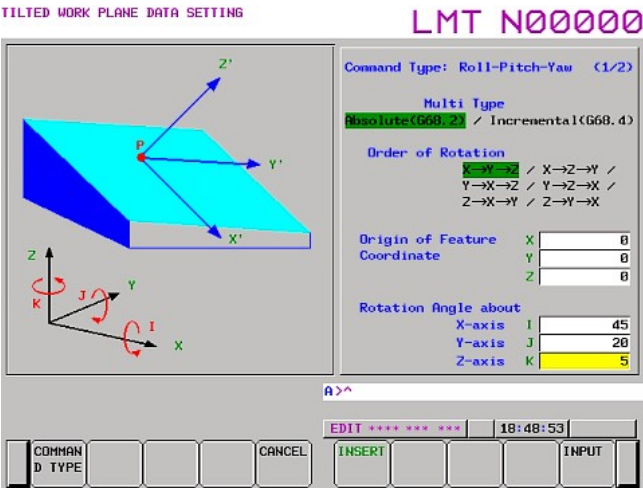 TILTED WORK PLANE DATA SETTING
LMT N00000
Z'
P
Y'
X'
Z
Y
J
K
I
X
Command Type: Roll-Pitch-Yaw (1/2)
Multi Type
Absolute(G68.2) / Incremental(G68.4)
Order of Rotation
X→Y→Z / X→Z→Y /
Y→X→Z / Y→Z→X /
Z→X→Y / Z→Y→X
Origin of Feature X 0
Coordinate Y 0
Z 0
Rotation Angle about
X-axis I 45
Y-axis J 20
Z-axis K 5
A>^
EDIT **** *** *** 18:48:53
COMMAN
D TYPE
CANCEL
INSERT
INPUT